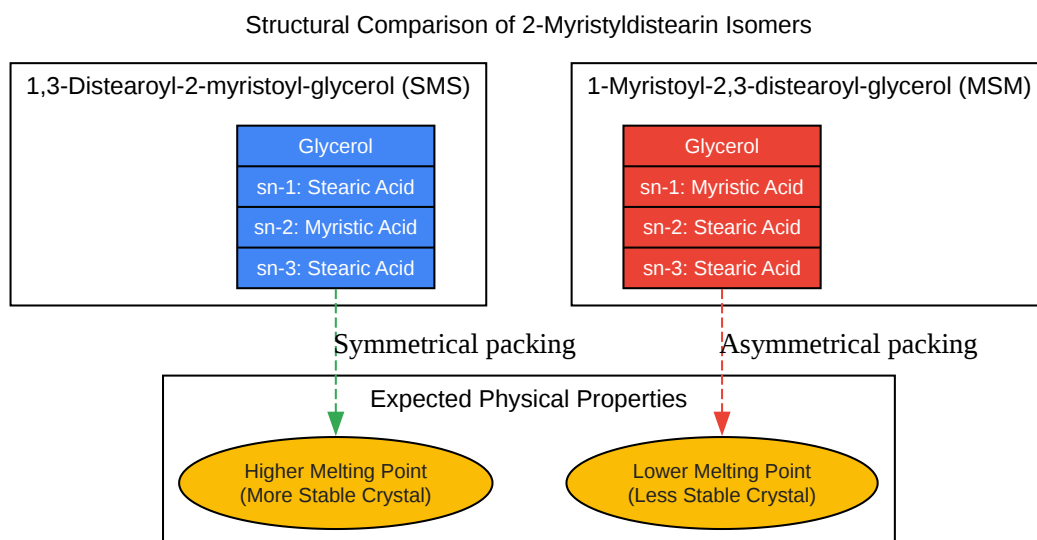 Structural Comparison of 2-Myristyldistearin Isomers
1,3-Distearoyl-2-myristoyl-glycerol (SMS)
Glycerol
sn-1: Stearic Acid
sn-2: Myristic Acid
sn-3: Stearic Acid
1-Myristoyl-2,3-distearoyl-glycerol (MSM)
Glycerol
sn-1: Myristic Acid
sn-2: Stearic Acid
sn-3: Stearic Acid
Symmetrical packing
Asymmetrical packing
Expected Physical Properties
Higher Melting Point
(More Stable Crystal)
Lower Melting Point
(Less Stable Crystal)